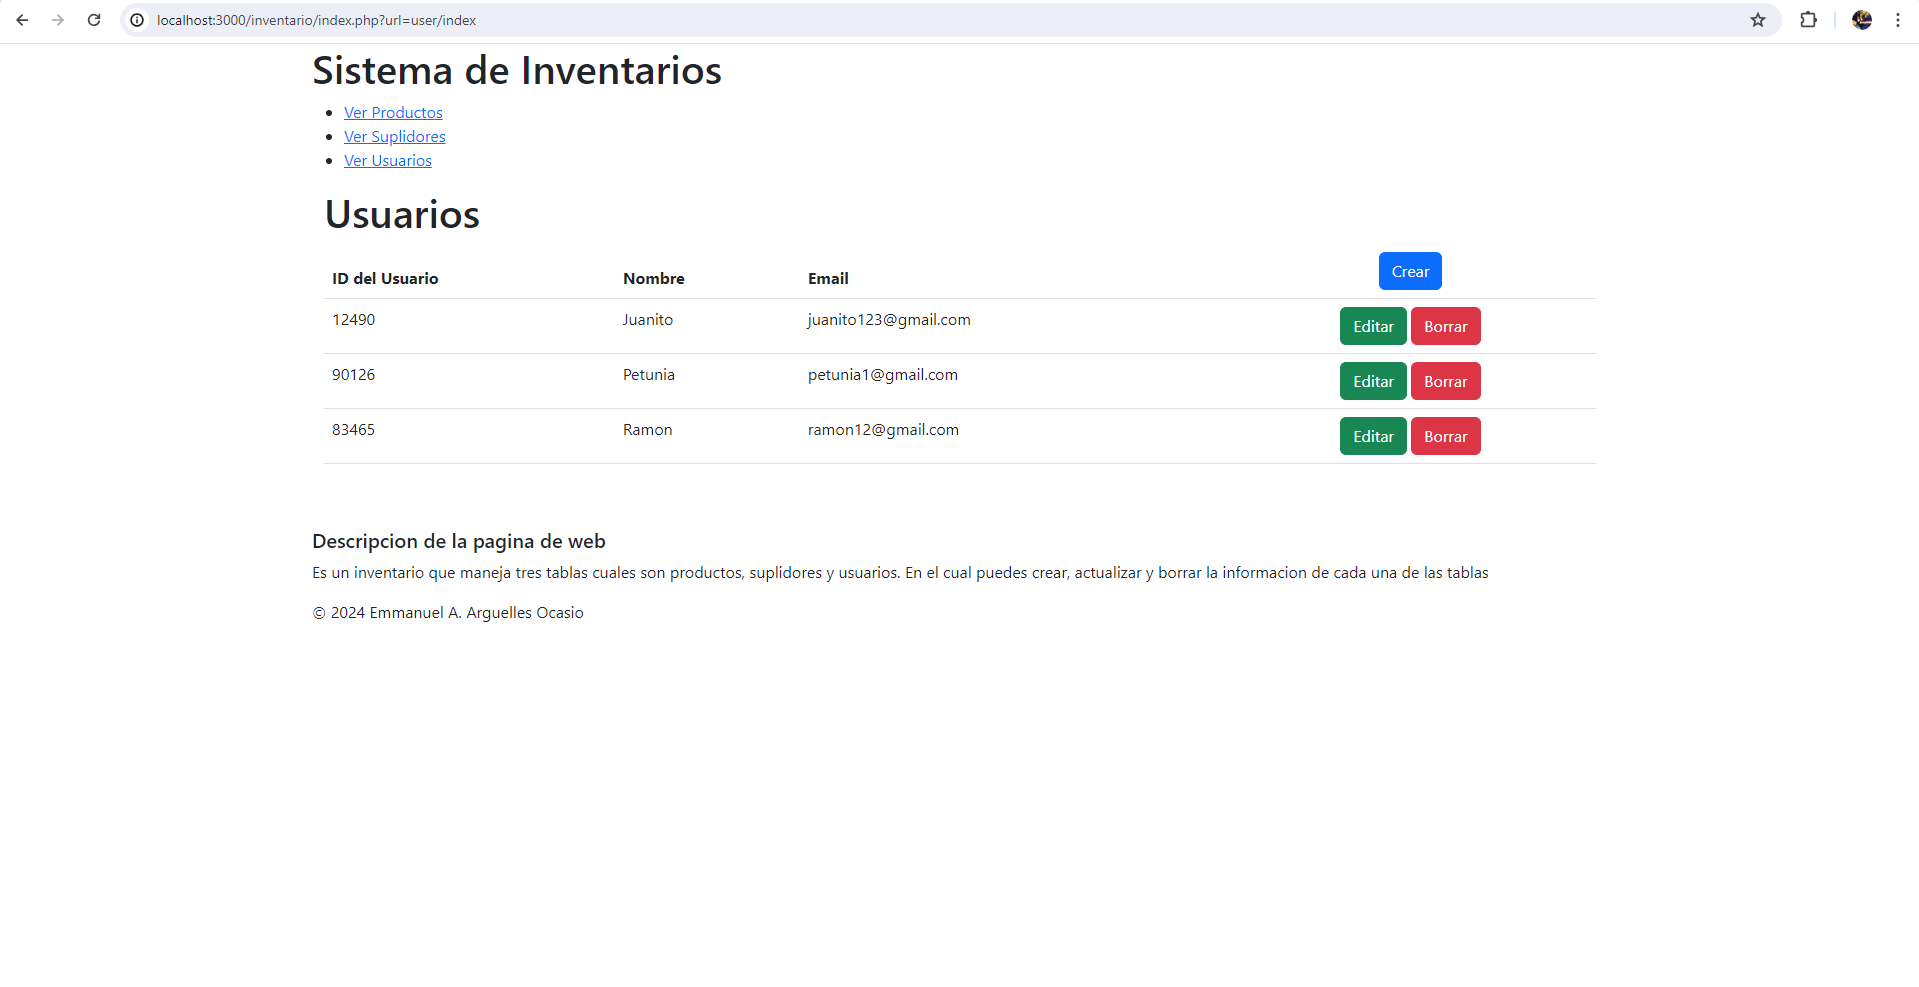 localhost:3000/inventario/index.php?url=user/index
Sistema de Inventarios
Ver Productos
Ver Suplidores
Ver Usuarios
Usuarios
ID del Usuario Nombre Email Crear
12490 Juanito juanito123@gmail.com Editar Borrar
90126 Petunia petunia1@gmail.com Editar Borrar
83465 Ramon ramon12@gmail.com Editar Borrar
Descripcion de la pagina de web
Es un inventario que maneja tres tablas cuales son productos, suplidores y usuarios. En el cual puedes crear, actualizar y borrar la informacion de cada una de las tablas
© 2024 Emmanuel A. Arguelles Ocasio